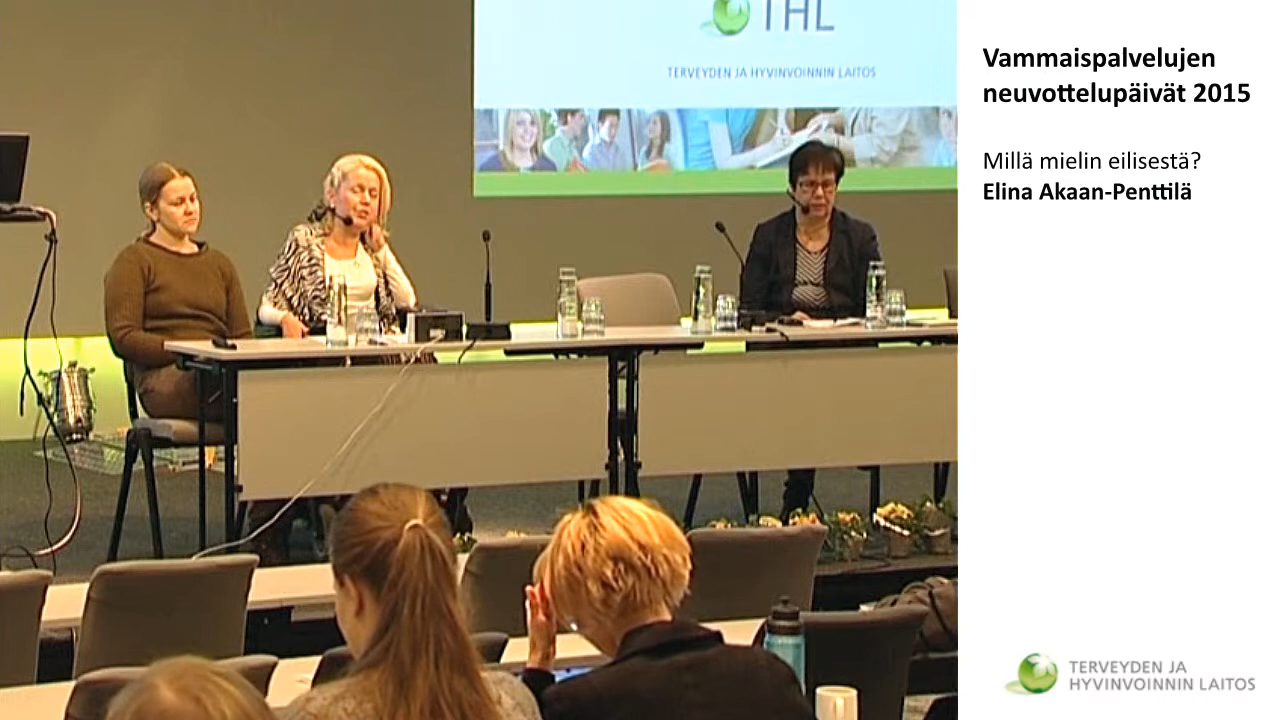 THL
TERVEYDEN JA HYVINVOINNIN LAITOS
Vammaispalvelujen
neuvottelupäivät 2015
Millä mielin eilisestä?
Elina Akaan-Penttilä
TERVEYDEN JA
HYVINVOINNIN LAITOS